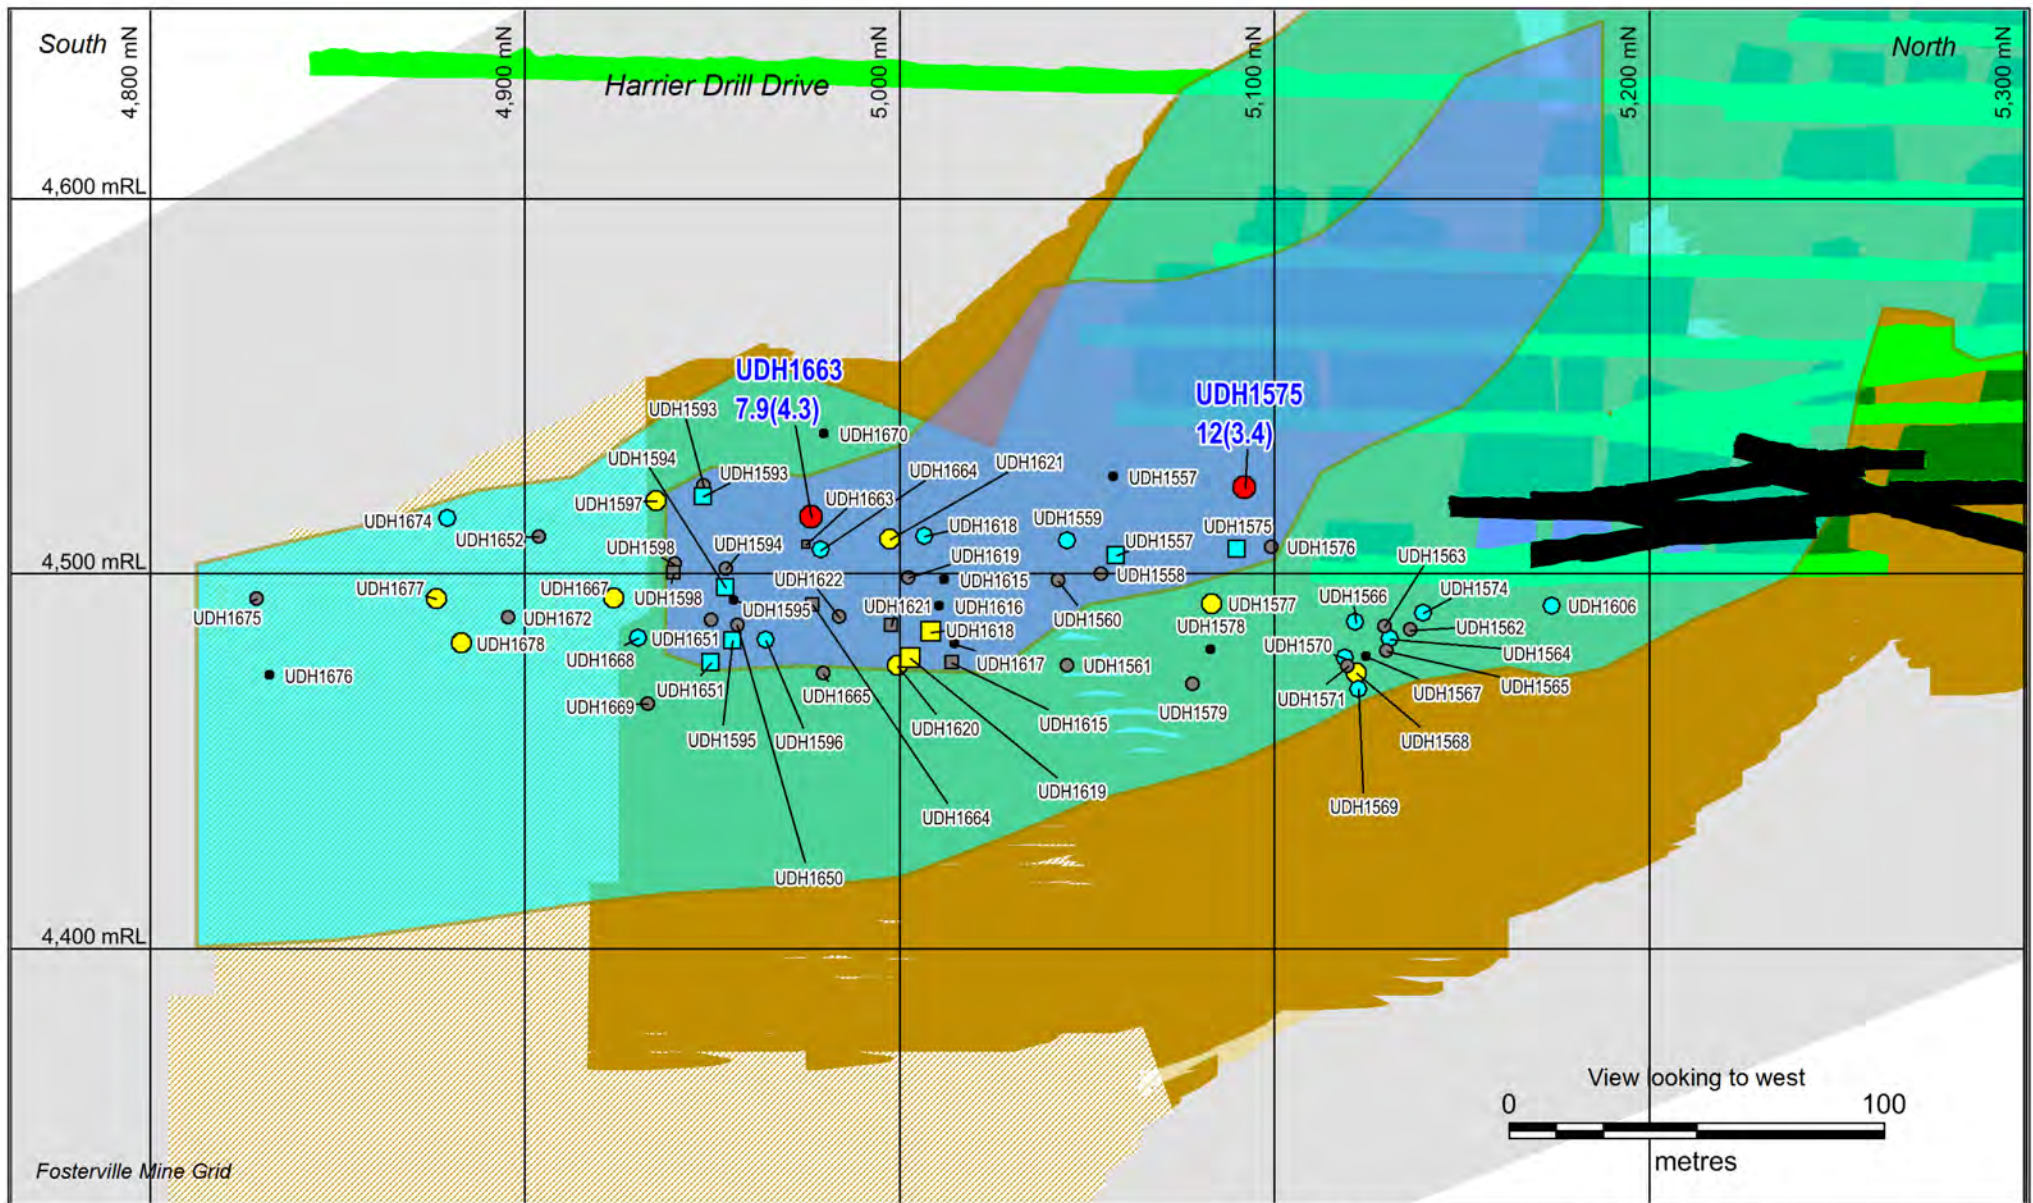 South
North
4,800 mN
4,900 mN
5,000 mN
5,100 mN
5,200 mN
5,300 mN
Harrier Drill Drive
4,600 mRL
UDH1663
7.9(4.3)
UDH1575
12(3.4)
UDH1593
UDH1670
UDH1594
UDH1593
UDH1664
UDH1621
UDH1557
UDH1597
UDH1663
UDH1674
UDH1652
UDH1618
UDH1559
UDH1575
UDH1557
UDH1598
UDH1594
UDH1619
UDH1576
UDH1563
4,500 mRL
UDH1622
UDH1615
UDH1558
UDH1677
UDH1667
UDH1598
UDH1595
UDH1621
UDH1616
UDH1560
UDH1577
UDH1566
UDH1574
UDH1606
UDH1675
UDH1672
UDH1578
UDH1562
UDH1678
UDH1668
UDH1651
UDH1618
UDH1570
UDH1564
UDH1676
UDH1617
UDH1561
UDH1651
UDH1665
UDH1565
UDH1669
UDH1579
UDH1571
UDH1567
UDH1615
UDH1595
UDH1596
UDH1620
UDH1568
UDH1619
UDH1569
UDH1664
UDH1650
4,400 mRL
View looking to west
0
100
metres
Fosterville Mine Grid